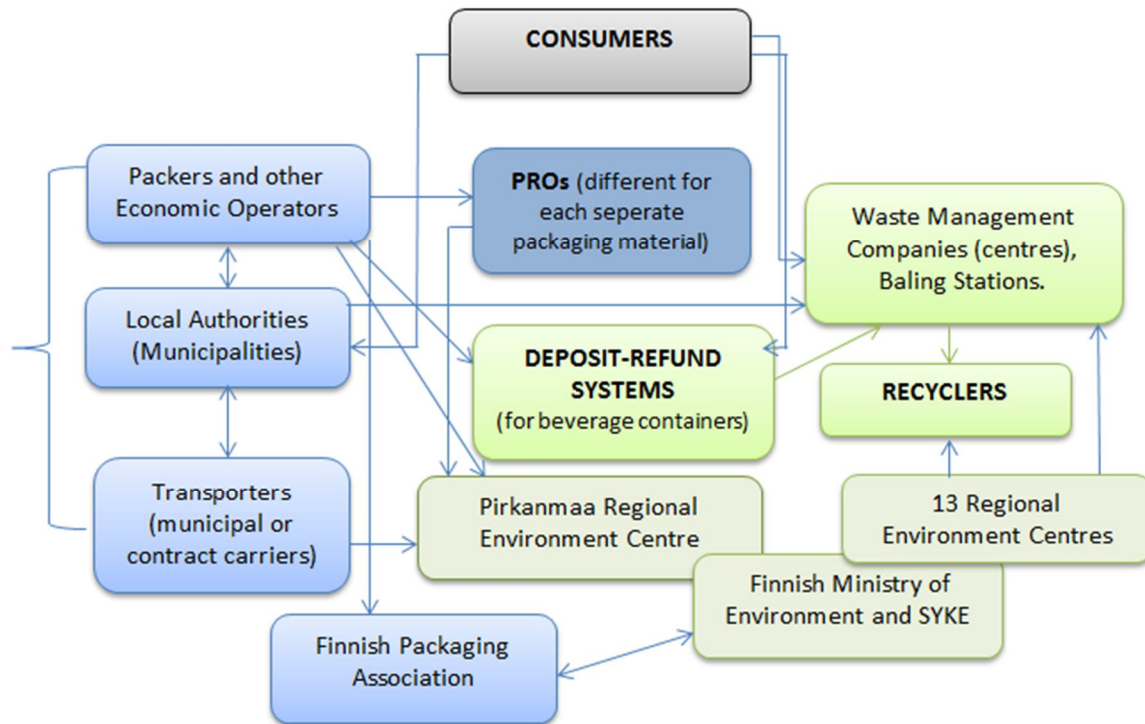 CONSUMERS
Packers and other
Economic Operators
PROs (different for
each seperate
packaging material)
Waste Management
Companies (centres),
Baling Stations.
Local Authorities
(Municipalities)
DEPOSIT-REFUND
SYSTEMS
(for beverage containers)
RECYCLERS
Transporters
(municipal or
contract carriers)
Pirkanmaa Regional
Environment Centre
13 Regional
Environment Centres
Finnish Ministry of
Environment and SYKE
Finnish Packaging
Association